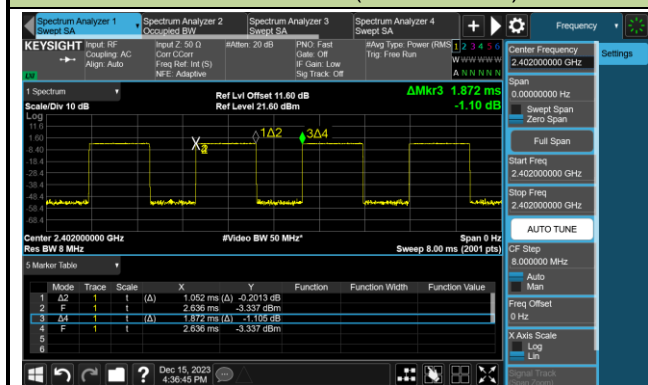 Spectrum Analyzer 1
Swept SA
Spectrum Analyzer 2
Occupied BW
Spectrum Analyzer 3
Swept SA
Spectrum Analyzer 4
Swept SA
Frequency
KEYSIGHT
Input: RF
Coupling: AC
Align: Auto
Input Z: 50 Ω
Corr CCorr
Freq Ref: Int (S)
NFE: Adaptive
#Atten: 20 dB
PNO: Fast
Gate: Off
IF Gain: Low
Sig Track: Off
#Avg Type: Power (RMS
Trig: Free Run
1 2 3 4 5 6
W W W W W W
A N N N N N
1 Spectrum
Scale/Div 10 dB
Ref Lvl Offset 11.60 dB
Ref Level 21.60 dBm
ΔMkr3 1.872 ms
-1.10 dB
Log
11.6
1.60
-8.40
-18.4
-28.4
-38.4
-48.4
-58.4
-68.4
1Δ2
3Δ4
Center 2.402000000 GHz
Res BW 8 MHz
#Video BW 50 MHz*
Span 0 Hz
Sweep 8.00 ms (2001 pts)
5 Marker Table
Mode Trace Scale X Y Function Function Width Function Value
1 Δ2 1 t (Δ) 1.052 ms (Δ) -0.2013 dB
2 F 1 t 2.636 ms -3.337 dBm
3 Δ4 1 t (Δ) 1.872 ms (Δ) -1.105 dB
4 F 1 t 2.636 ms -3.337 dBm
5
6
Dec 15, 2023
4:36:45 PM
Center Frequency
2.402000000 GHz
Settings
Span
0.00000000 Hz
Swept Span
Zero Span
Full Span
Start Freq
2.402000000 GHz
Stop Freq
2.402000000 GHz
AUTO TUNE
CF Step
8.000000 MHz
Auto
Man
Freq Offset
0 Hz
X Axis Scale
Log
Lin
Signal Track
(Span Zoom)